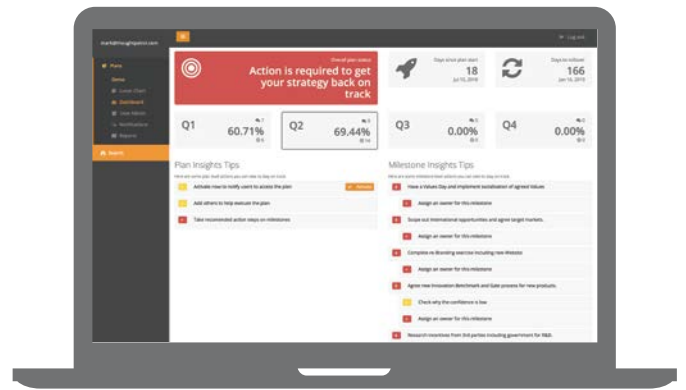 Log out
Plans
Demo
Dashboard
Reports
Overall plan status
Action is required to get
your strategy back on
track
Days since plan start
18
Days to rollover
166
Q1
60.71%
Q2
69.44%
Q3
0.00%
Q4
0.00%
Plan Insights Tips
Activate now to notify users to access the plan
Activate
Add others to help execute the plan
Take recommended action steps on milestones
Milestone Insights Tips
Have a Values Day and implement socialisation of agreed Values
Assign an owner for this milestone
Scope out international opportunities and agree target markets.
Assign an owner for this milestone
Complete re-Branding exercise including new Website
Assign an owner for this milestone
Agree new Innovation Benchmark and Gate process for new products.
Check why the confidence is low
Assign an owner for this milestone
Research incentives from 3rd parties including government for R&D.